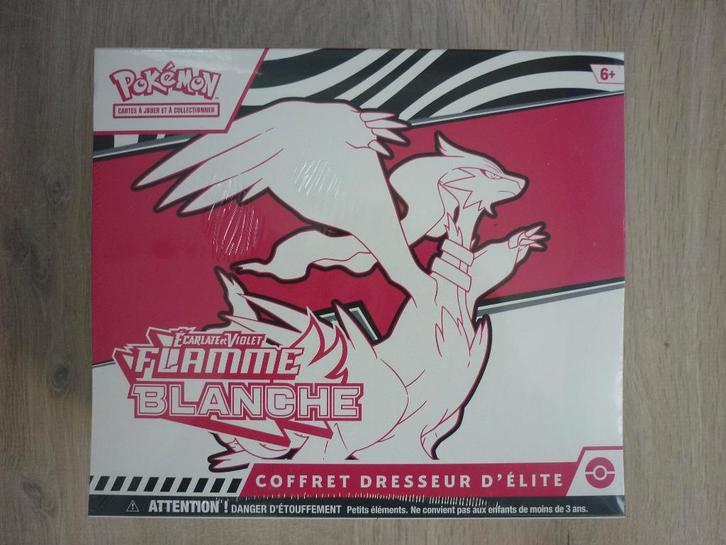 POKéMON
CARTES À JOUER ET À COLLECTIONNER
6+
ÉCARLATE ET VIOLET
FLAMME
BLANCHE
COFFRET DRESSEUR D'ÉLITE
ATTENTION ! DANGER D'ÉTOUFFEMENT Petits éléments. Ne convient pas aux enfants de moins de 3 ans.